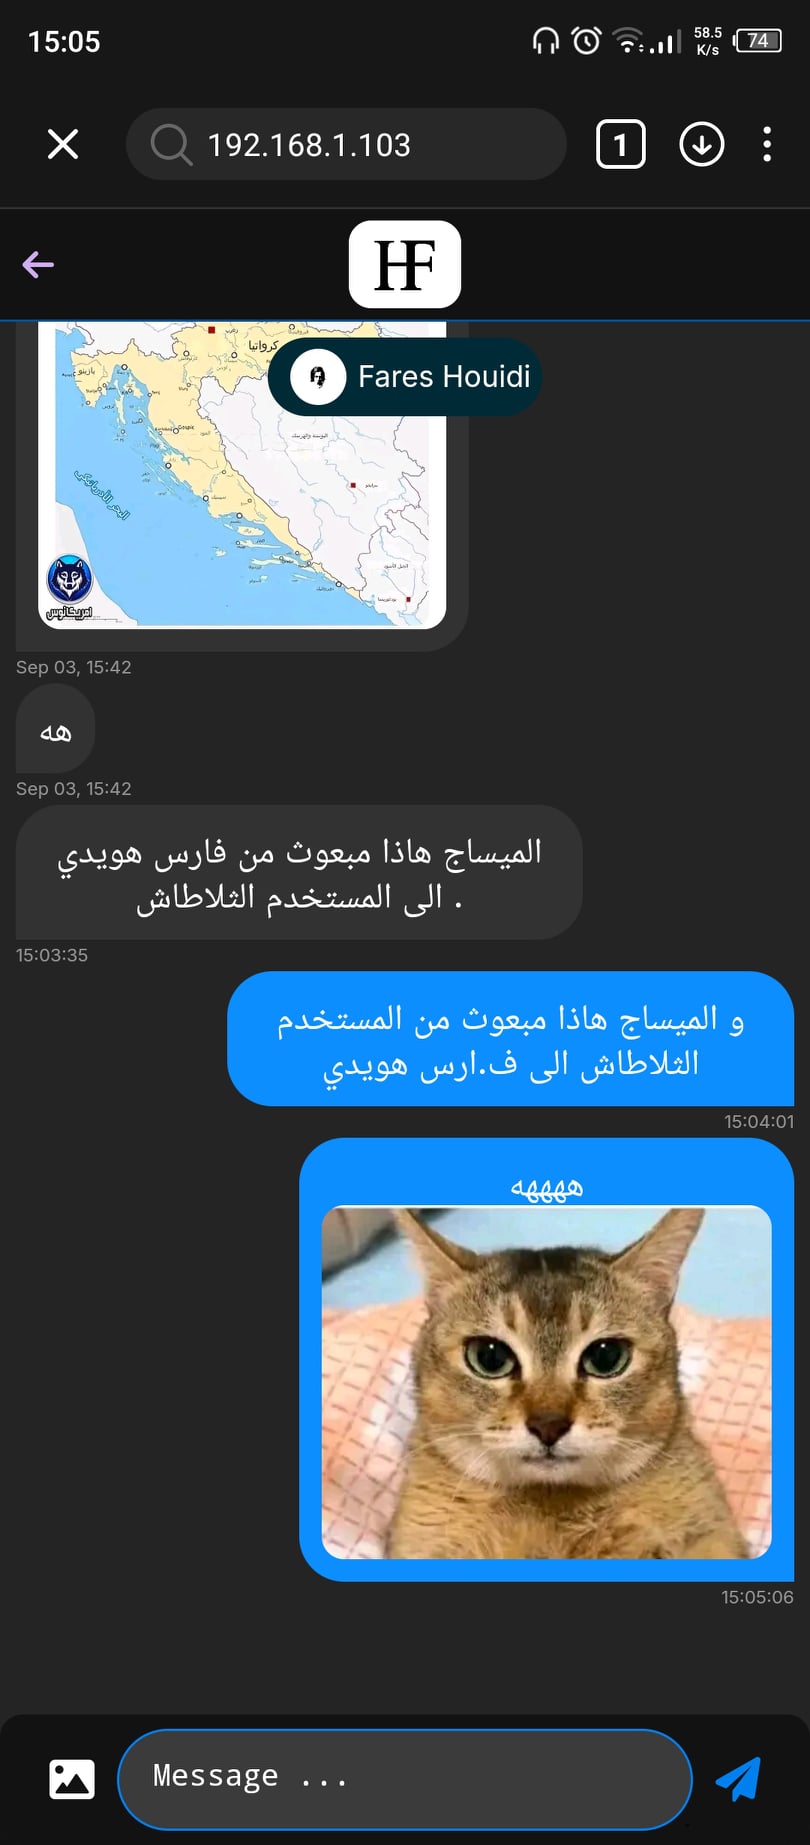 15:05
58.5
K/s
74
192.168.1.103
1
HF
Fares Houidi
كرواتيا
البحر الأدرياتيكي
امريكانوس
Sep 03, 15:42
هه
Sep 03, 15:42
الميساج هاذا مبعوث من فارس هويدي
. الى المستخدم الثلاطاش
15:03:35
و الميساج هاذا مبعوث من المستخدم
الثلاطاش الى ف.ارس هويدي
15:04:01
هههههه
15:05:06
Message ...